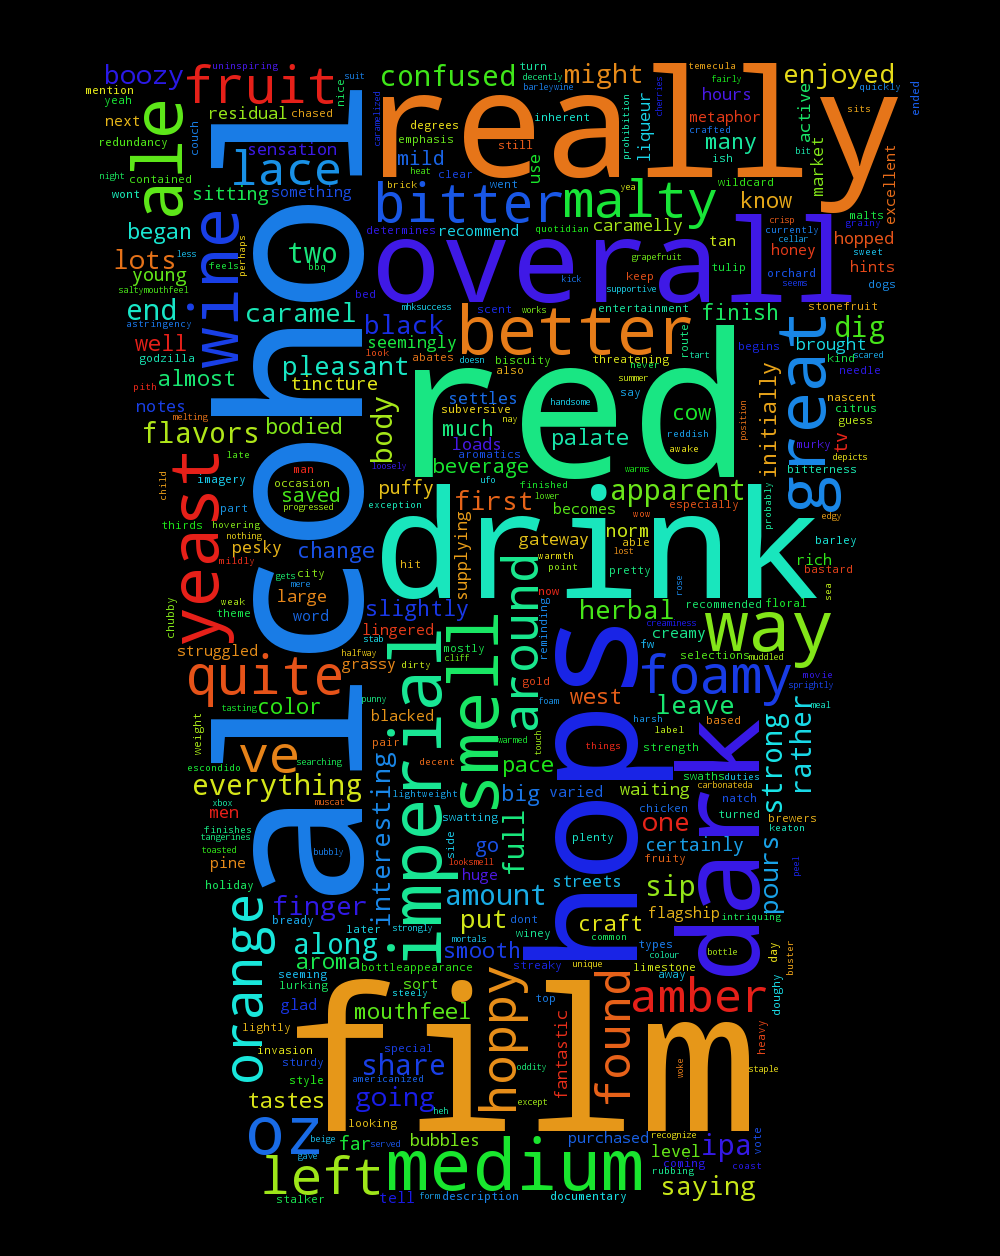 uninspiring
boozy
fruit
suit
nice
confused
turn
decently
barleywine
might
really
temecula
fairly
hours
cherries
enjoyed
quickly
ended
mention
yeah
next
ale
residual
chased
couch
redundancy
night
contained
wont
sensation
lace
something
sitting
caramelized
degrees
emphasis
mild
brick
heat
clear
still
went
inherent
use
prohibition
liqueur
metaphor
crafted
many
ish
active
bit
market
sits
excellent
wildcard
yea
bitter
malty
know
malts
grainy
began
less
lots
young
feels
wine
perhaps
saltymouthfeel
alcohol
two
bbq
determines
recommend
quotidian
caramelly
tan
crisp
currently
cellar
honey
hopped
sweet
hints
dogs
orchard
seems
tulip
keep
grapefruit
supportive
kick
overall
bed
mhksuccess
scent
works
entertainment
finish
stonefruit
end
astringency
well
godzilla
almost
pith
caramel
black
seemingly
look
abates
better
biscuity
also
doesn
threatening
never
summer
route
tart
begins
great
brought
kind
scared
dig
needle
nascent
citrus
guess
pleasant
tincture
notes
melting
flavors
bodied
body
settles
subversive
nay
handsome
say
cow
red
much
loads
aromatics
palate
reddish
awake
position
initially
murky
tv
depicts
bitterness
late
yeast
child
imagery
man
occasion
saved
progressed
loosely
beverage
puffy
exception
ufo
finished
lower
warms
apparent
especially
probably
edgy
part
thirds
hovering
nothing
pesky
mildly
change
first
becomes
wow
norm
able
lost
gateway
warmth
point
supplying
hit
drink
barley
rich
bastard
sea
chubby
gets
city
mere
weak
theme
large
word
slightly
lingered
stab
struggled
halfway
grassy
dirty
pretty
now
herbal
rose
recommended
floral
creamy
creaminess
way
selections
muddled
quite
mostly
cliff
reminding
around
fw
foamy
movie
sprightly
meal
weight
tasting
color
punny
blacked
pair
imperial
smell
gold
foam
west
leave
harsh
label
based
strength
hops
things
touch
warmed
pace
ve
searching
escondido
everything
xbox
men
muscat
interesting
decent
lightweight
swatting
big
varied
waiting
swaths
duties
carbonateda
natch
strong
rather
finishes
tangerines
toasted
pine
bubbly
side
go
looksmell
full
plenty
chicken
one
turned
brewers
keaton
certainly
dark
holiday
huge
streets
fruity
sip
pours
peel
finger
bready
later
strongly
amount
put
dont
winey
craft
common
flagship
intriguing
orange
along
aroma
bottleappearance
smooth
mortals
streaky
unique
types
colour
limestone
away
bottle
day
buster
seeming
lurking
glad
sort
steely
mouthfeel
top
found
amber
doughy
lightly
invasion
sturdy
style
special
share
americanized
hoppy
oddity
fantastic
woke
heavy
staple
film
tastes
going
heh
except
looking
oz
beige
gave
far
served
bubbles
purchased
recognize
level
ipa
vote
coming
coast
rubbing
left
medium
stalker
tell
form
description
documentary
saying